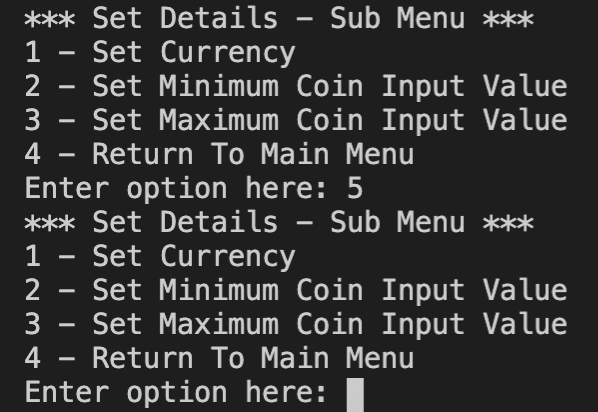 *** Set Details – Sub Menu ***
1 – Set Currency
2 – Set Minimum Coin Input Value
3 – Set Maximum Coin Input Value
4 – Return To Main Menu
Enter option here: 5
*** Set Details – Sub Menu ***
1 – Set Currency
2 – Set Minimum Coin Input Value
3 – Set Maximum Coin Input Value
4 – Return To Main Menu
Enter option here: